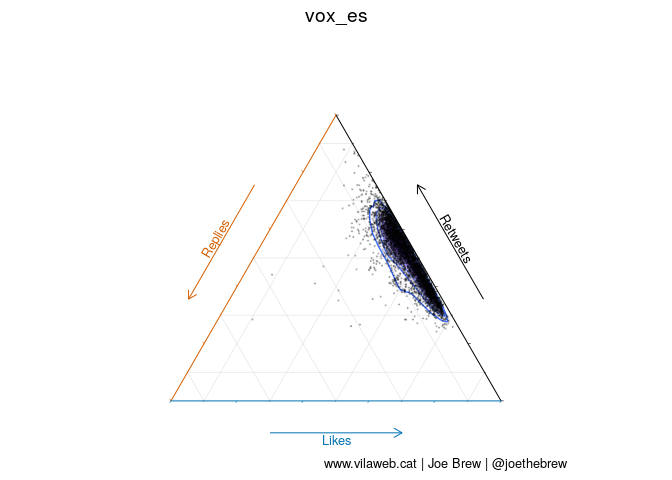 vox_es
Replies
Retweets
Likes
www.vilaweb.cat | Joe Brew | @joethebrew